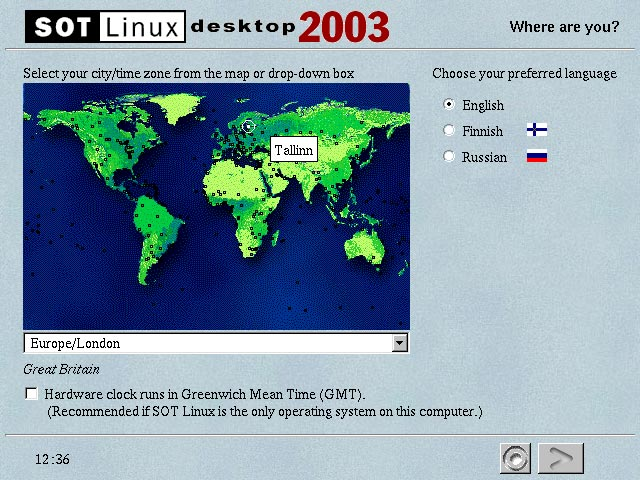 SOT Linux desktop 2003
Where are you?
Select your city/time zone from the map or drop-down box
Choose your preferred language
English
Finnish
Russian
Tallinn
Europe/London
Great Britain
Hardware clock runs in Greenwich Mean Time (GMT).
(Recommended if SOT Linux is the only operating system on this computer.)
12:36